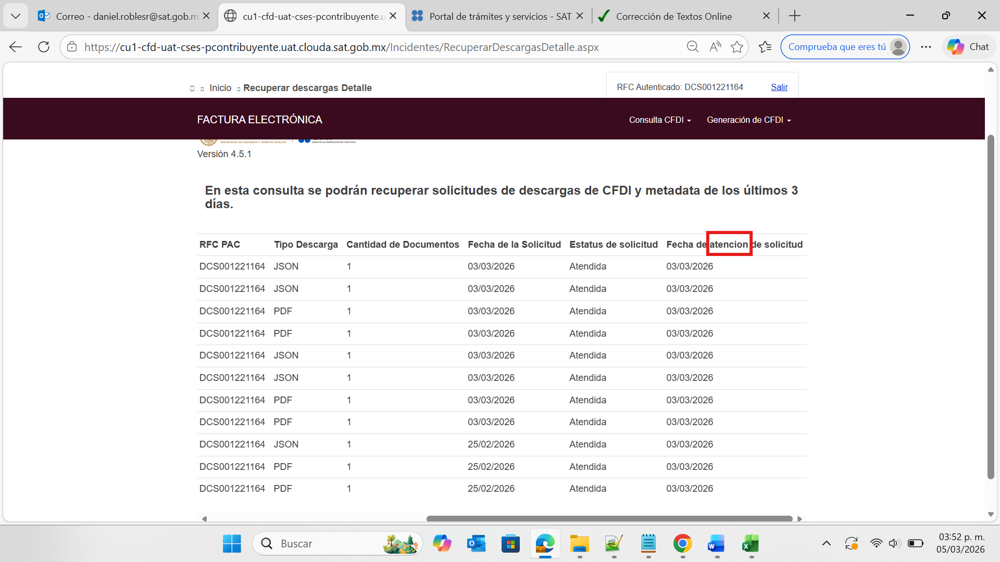 Correo - daniel.roblesr@sat.gob.m
cu1-cfd-uat-cses-pcontribuyente.u
Portal de trámites y servicios - SAT
Corrección de Textos Online
https://cu1-cfd-uat-cses-pcontribuyente.uat.clouda.sat.gob.mx/Incidentes/RecuperarDescargasDetalle.aspx
Comprueba que eres tú
Chat
Inicio Recuperar descargas Detalle
RFC Autenticado: DCS001221164 Salir
FACTURA ELECTRÓNICA
Consulta CFDI Generación de CFDI
SECRETARÍA DE HACIENDA Y CRÉDITO PÚBLICO SERVICIO DE ADMINISTRACIÓN TRIBUTARIA
Versión 4.5.1
En esta consulta se podrán recuperar solicitudes de descargas de CFDI y metadata de los últimos 3
días.
RFC PAC Tipo Descarga Cantidad de Documentos Fecha de la Solicitud Estatus de solicitud Fecha de atencion de solicitud
DCS001221164 JSON 1 03/03/2026 Atendida 03/03/2026
DCS001221164 JSON 1 03/03/2026 Atendida 03/03/2026
DCS001221164 PDF 1 03/03/2026 Atendida 03/03/2026
DCS001221164 PDF 1 03/03/2026 Atendida 03/03/2026
DCS001221164 JSON 1 03/03/2026 Atendida 03/03/2026
DCS001221164 JSON 1 03/03/2026 Atendida 03/03/2026
DCS001221164 PDF 1 03/03/2026 Atendida 03/03/2026
DCS001221164 PDF 1 03/03/2026 Atendida 03/03/2026
DCS001221164 JSON 1 25/02/2026 Atendida 03/03/2026
DCS001221164 PDF 1 25/02/2026 Atendida 03/03/2026
DCS001221164 PDF 1 25/02/2026 Atendida 03/03/2026
Buscar
03:52 p. m.
05/03/2026